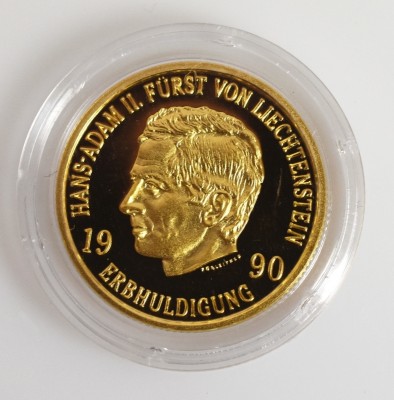 HANS-ADAM II. FÜRST VON LIECHTENSTEIN
19 90
ERBHULDIGUNG